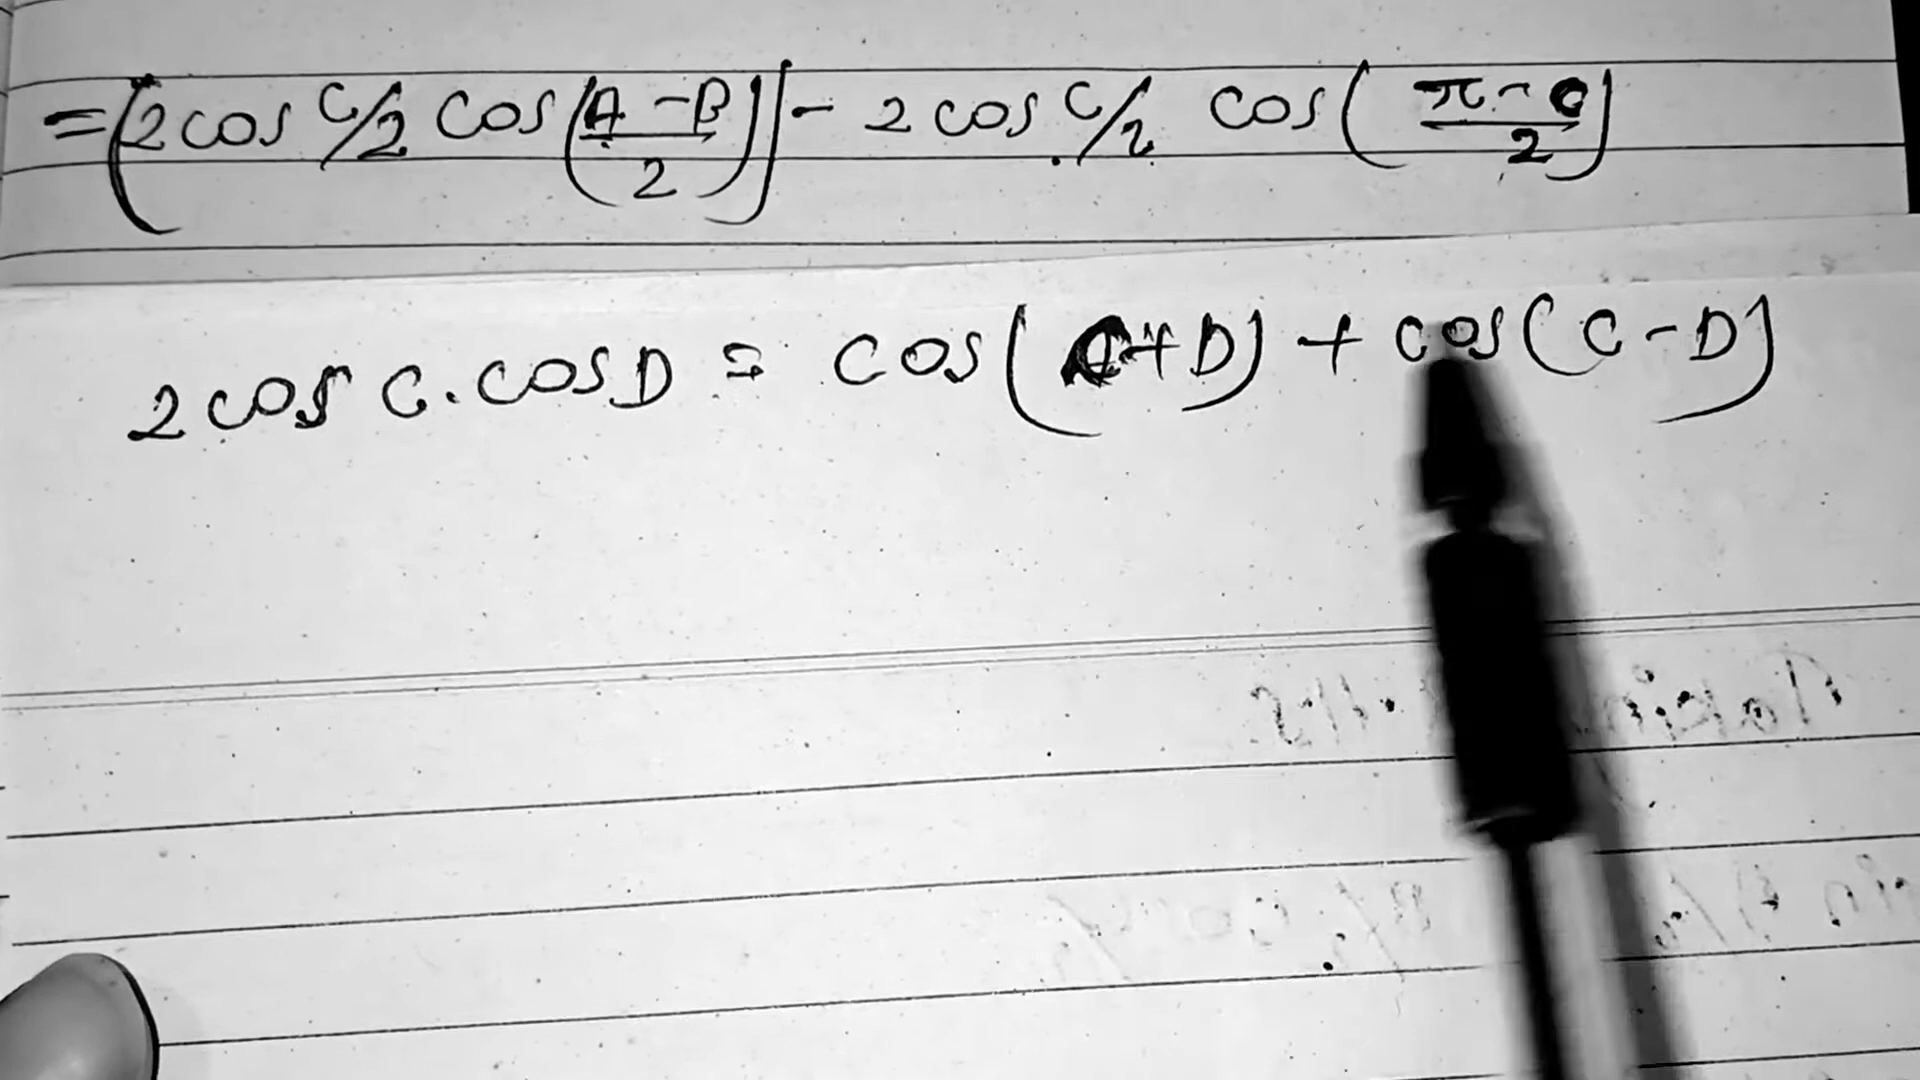 =(2cos C/2 cos(A-B/2)) - 2cos C/2 cos(π-C/2)
2cos C. cos D = cos(C+D) + cos(C-D)